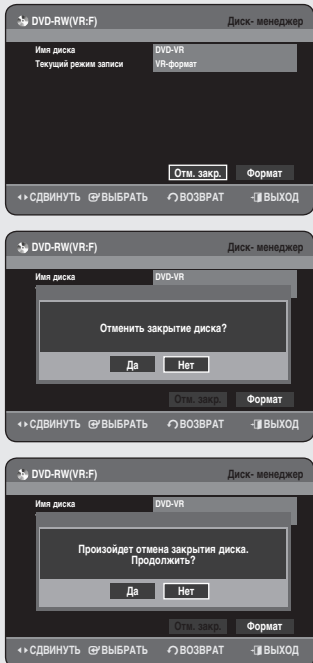 DVD-RW(VR:F) Диск- менеджер
Имя диска DVD-VR
Текущий режим записи VR-формат
Отм. закр. Формат
СДВИНУТЬ ВЫБРАТЬ ВОЗВРАТ ВЫХОД
DVD-RW(VR:F) Диск- менеджер
Имя диска DVD-VR
Отменить закрытие диска?
Да Нет
Отм. закр. Формат
СДВИНУТЬ ВЫБРАТЬ ВОЗВРАТ ВЫХОД
DVD-RW(VR:F) Диск- менеджер
Имя диска DVD-VR
Произойдет отмена закрытия диска.
Продолжить?
Да Нет
Отм. закр. Формат
СДВИНУТЬ ВЫБРАТЬ ВОЗВРАТ ВЫХОД